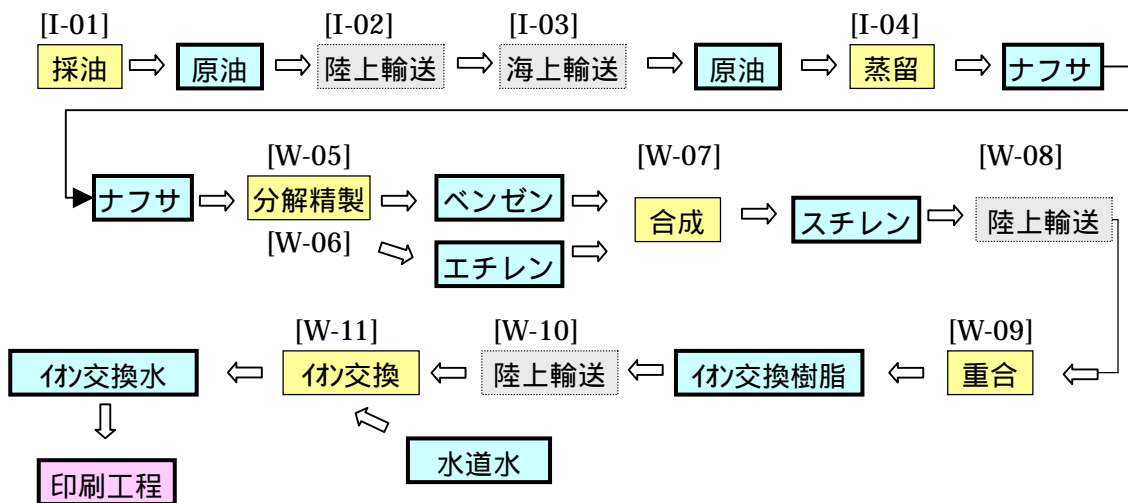 [I-01] [I-02] [I-03] [I-04]
採油 原油 陸上輸送 海上輸送 原油 蒸留 ナフサ
[W-05] [W-07] [W-08]
ナフサ 分解精製 ベンゼン 合成 スチレン 陸上輸送
[W-06] エチレン
[W-11] [W-10] [W-09]
ｲｵﾝ交換水 ｲｵﾝ交換 陸上輸送 ｲｵﾝ交換樹脂 重合
水道水
印刷工程